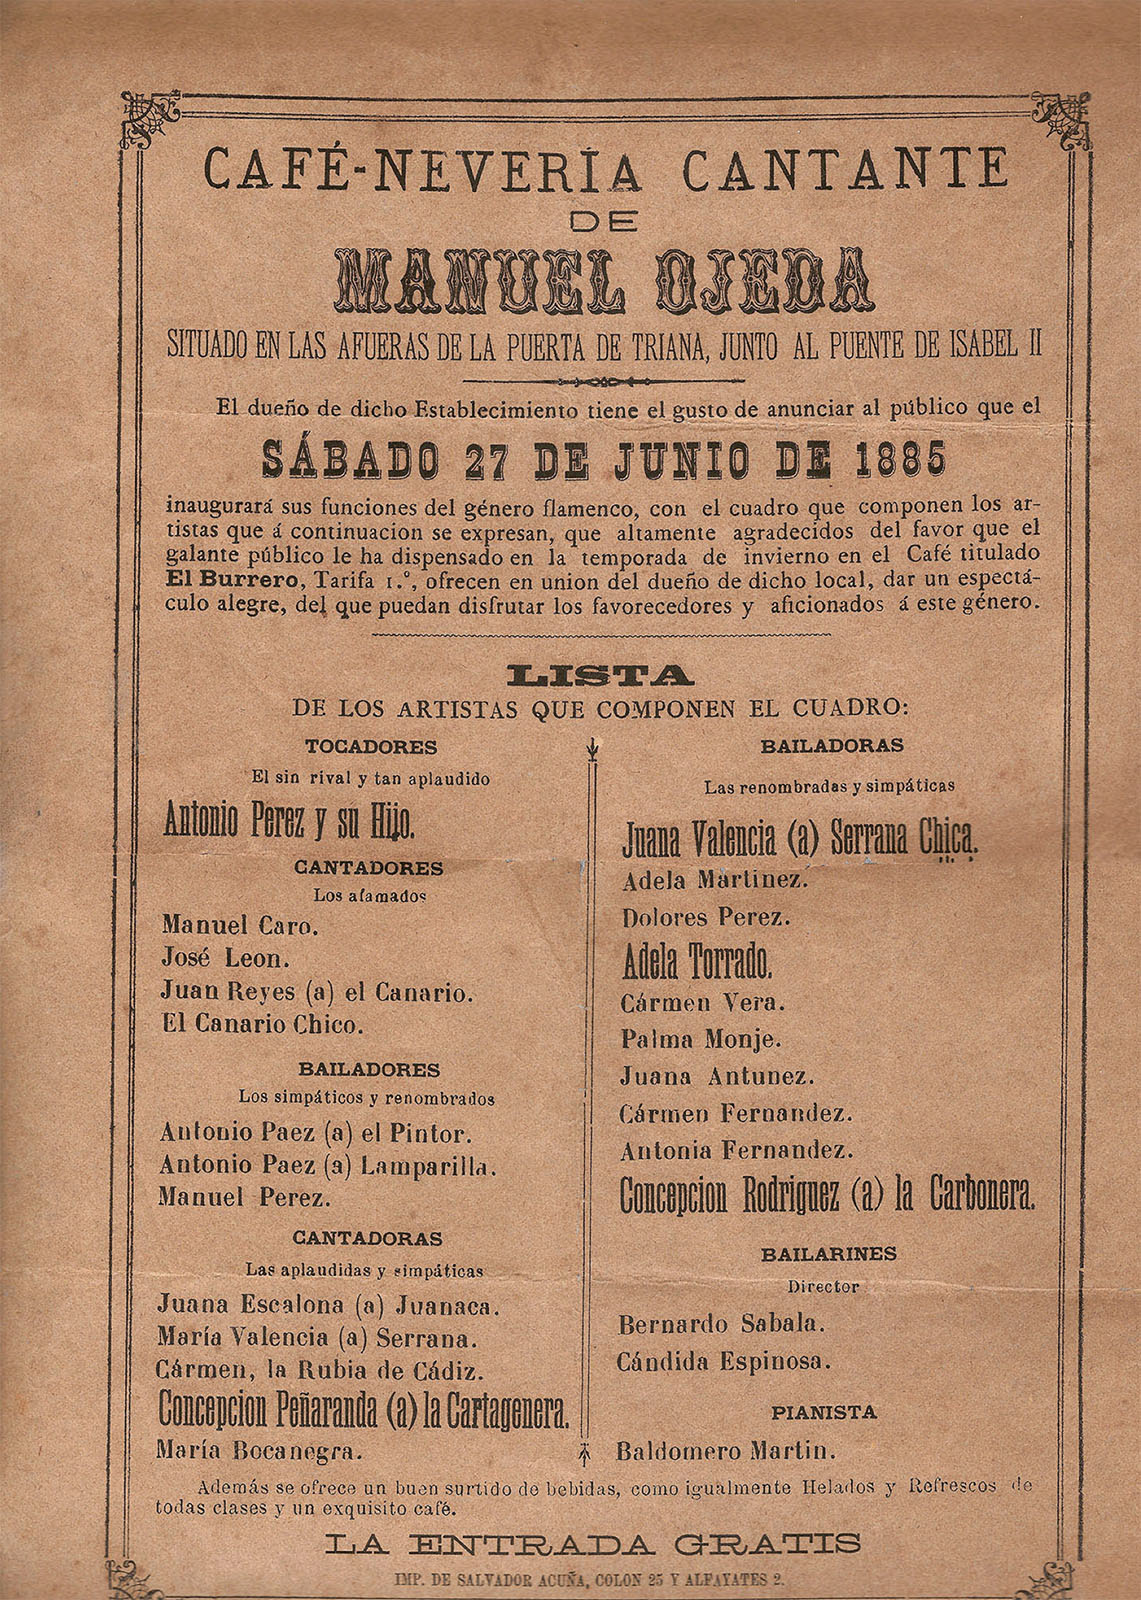 CAFÉ-NEVERÍA CANTANTE
DE
MANUEL OJEDA
SITUADO EN LAS AFUERAS DE LA PUERTA DE TRIANA, JUNTO AL PUENTE DE ISABEL II
El dueño de dicho Establecimiento tiene el gusto de anunciar al público que el
SÁBADO 27 DE JUNIO DE 1885
inaugurará sus funciones del género flamenco, con el cuadro que componen los ar-
tistas que á continuacion se expresan, que altamente agradecidos del favor que el
galante público le ha dispensado en la temporada de invierno en el Café titulado
El Burrero, Tarifa 1.º, ofrecen en union del dueño de dicho local, dar un espectá-
culo alegre, del que puedan disfrutar los favorecedores y aficionados á este género.
LISTA
DE LOS ARTISTAS QUE COMPONEN EL CUADRO:
TOCADORES
El sin rival y tan aplaudido
Antonio Perez y su Hijo.
CANTADORES
Los afamados
Manuel Caro.
José Leon.
Juan Reyes (a) el Canario.
El Canario Chico.
BAILADORES
Los simpáticos y renombrados
Antonio Paez (a) el Pintor.
Antonio Paez (a) Lamparilla.
Manuel Perez.
CANTADORAS
Las aplaudidas y simpáticas
Juana Escalona (a) Juanaca.
María Valencia (a) Serrana.
Cármen, la Rubia de Cádiz.
Concepcion Peñaranda (a) la Cartagenera.
María Bocanegra.
BAILADORAS
Las renombradas y simpáticas
Juana Valencia (a) Serrana Chica.
Adela Martinez.
Dolores Perez.
Adela Torrado.
Cármen Vera.
Palma Monje.
Juana Antunez.
Cármen Fernandez.
Antonia Fernandez.
Concepcion Rodriguez (a) la Carbonera.
BAILARINES
Director
Bernardo Sabala.
Cándida Espinosa.
PIANISTA
Baldomero Martin.
Además se ofrece un buen surtido de bebidas, como igualmente Helados y Refrescos de
todas clases y un exquisito café.
LA ENTRADA GRATIS
IMP. DE SALVADOR ACUÑA, COLON 25 Y ALFAYATES 2.